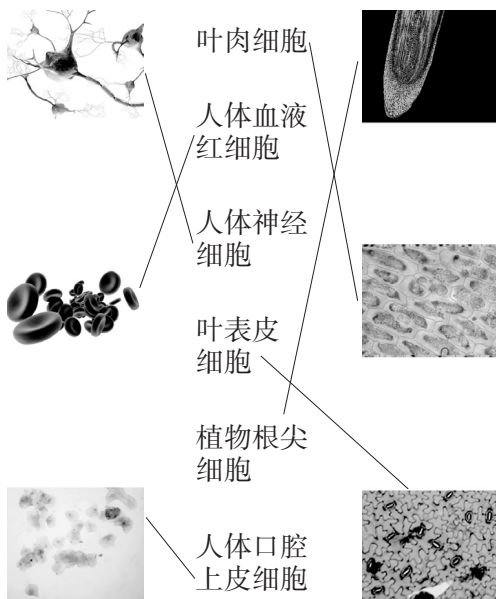 叶肉细胞
人体血液
红细胞
人体神经
细胞
叶表皮
细胞
植物根尖
细胞
人体口腔
上皮细胞